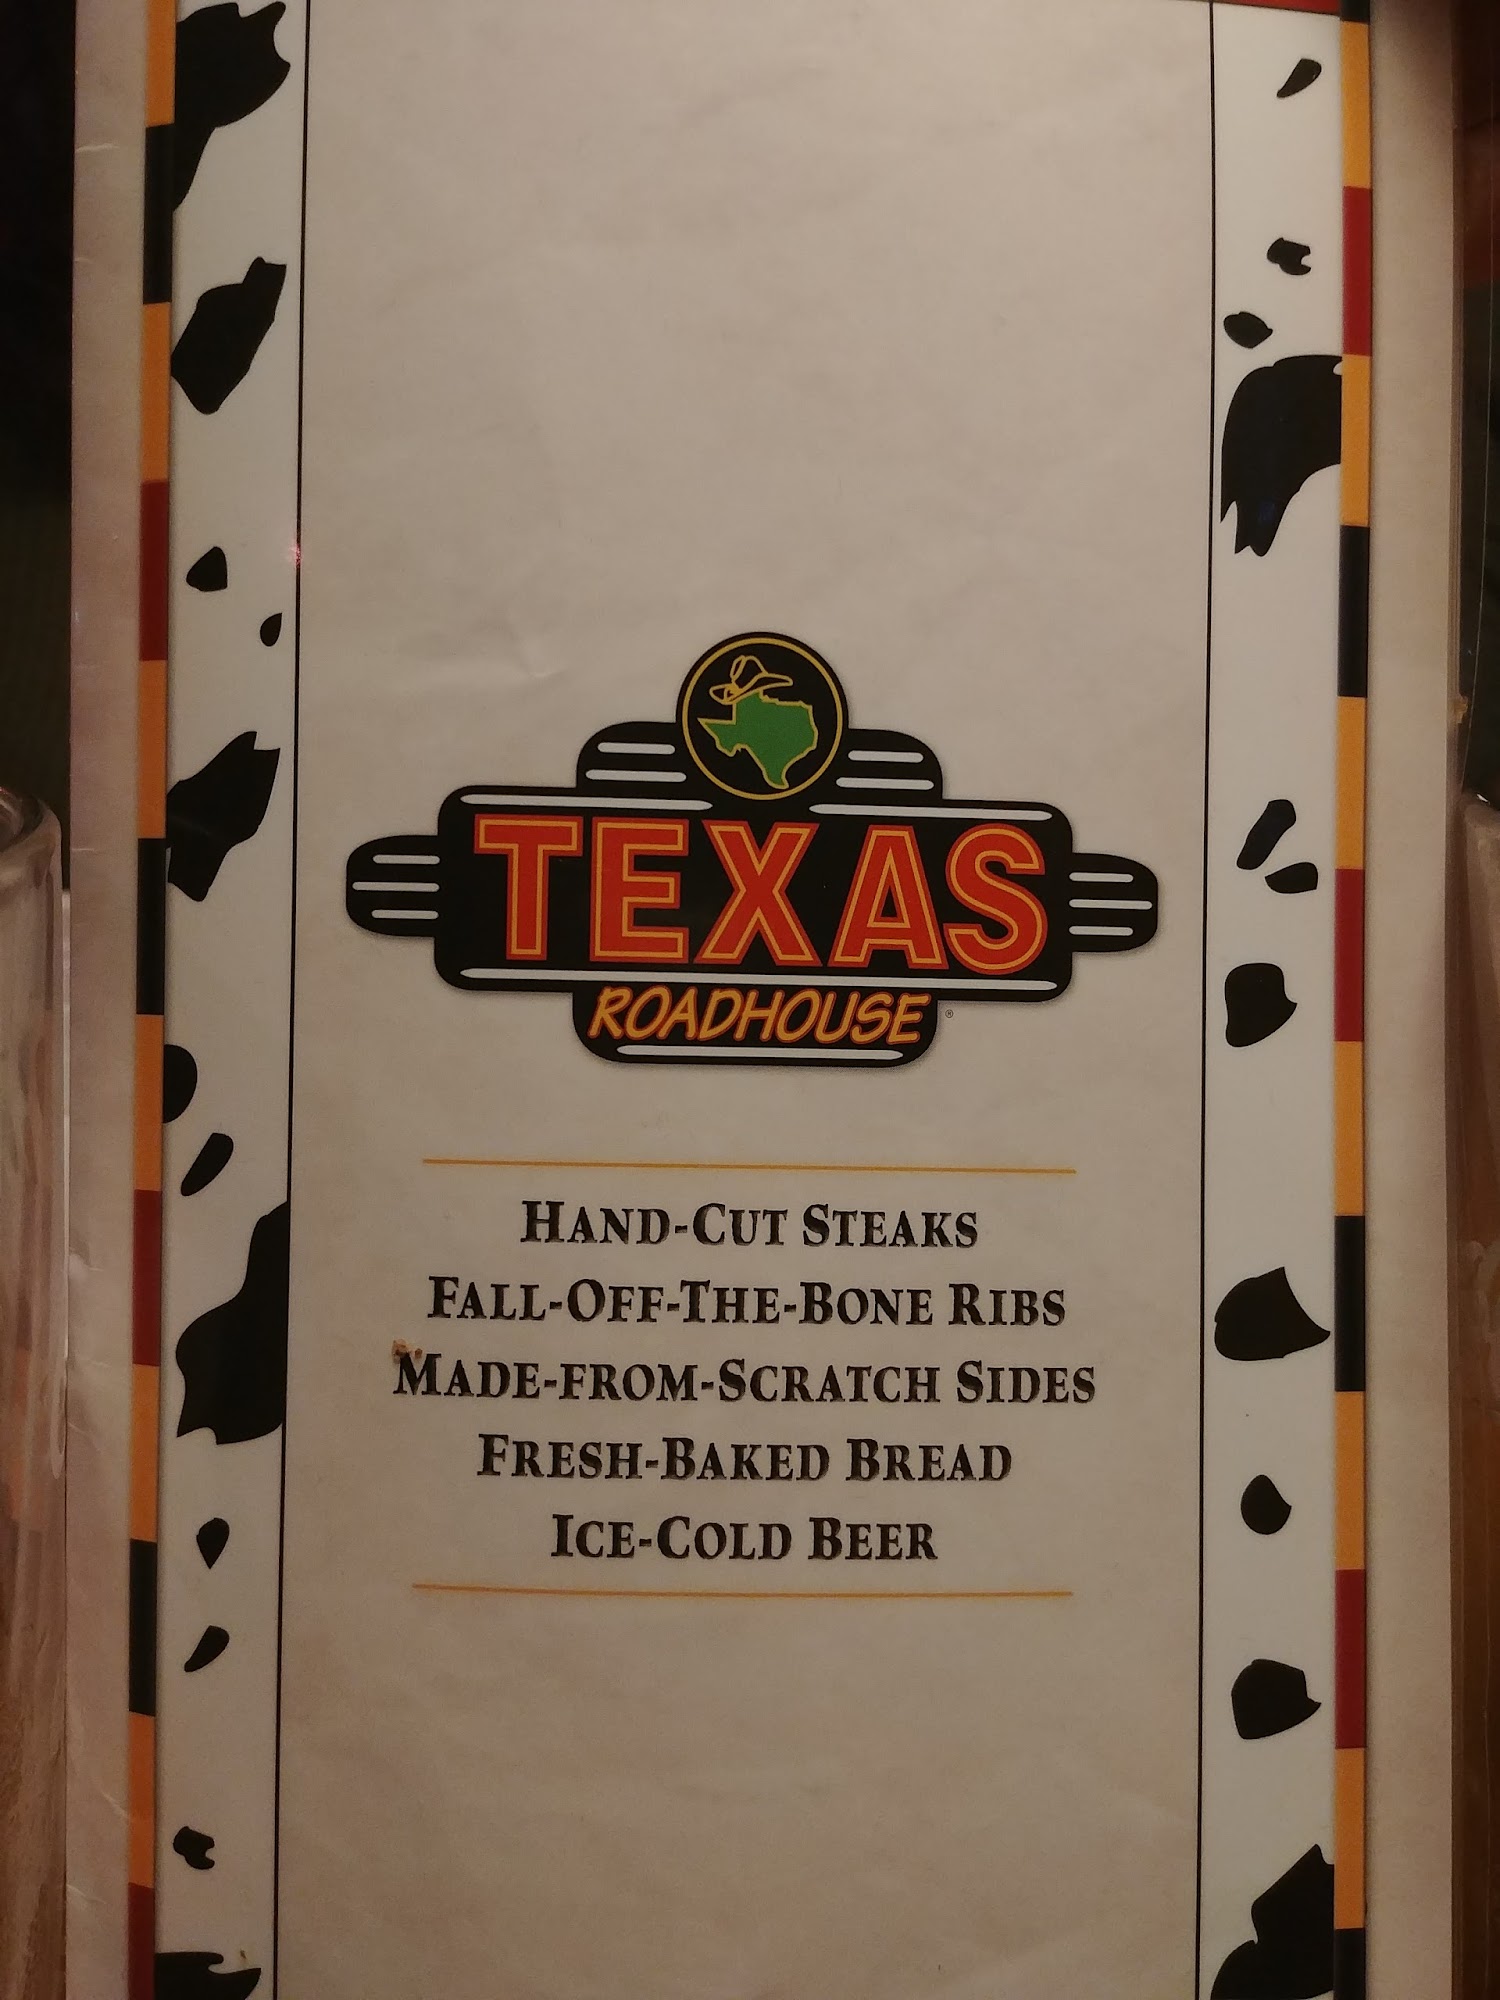 TEXAS
ROADHOUSE®
HAND-CUT STEAKS
FALL-OFF-THE-BONE RIBS
MADE-FROM-SCRATCH SIDES
FRESH-BAKED BREAD
ICE-COLD BEER